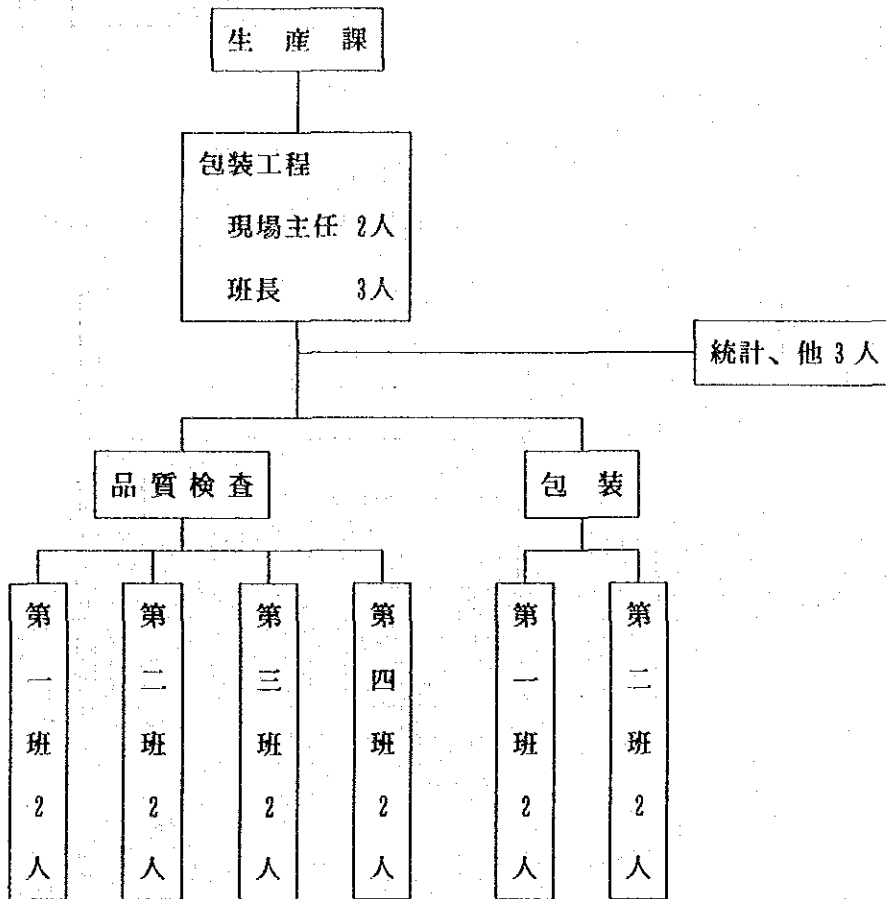 生産課
包装工程
現場主任 2人
班長 3人
統計、他 3人
品質検査
包装
第一班2人
第二班2人
第三班2人
第四班2人
第一班2人
第二班2人